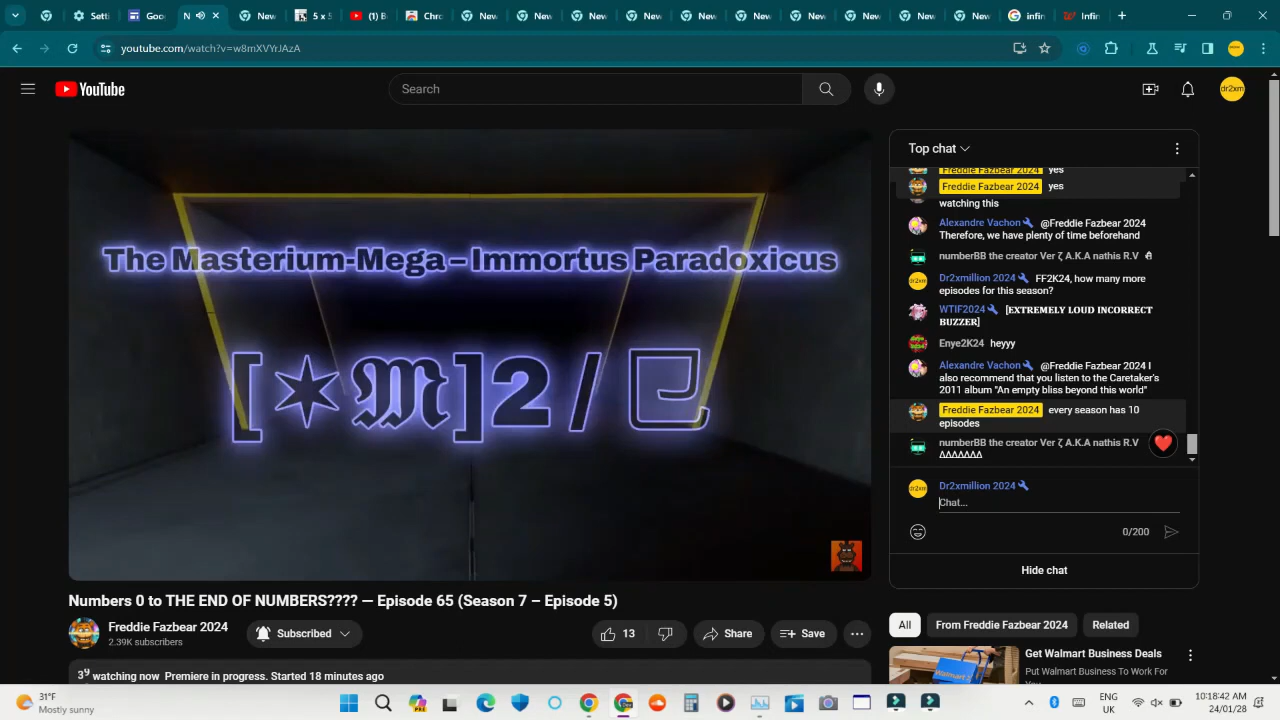 Setti
Goo
N
New
5 x 5
(1) B
Chro
New
New
New
New
New
New
New
New
New
New
infin
Infin
youtube.com/watch?v=w8mXVYrJAzA
YouTube
Search
dr2xm
The Masterium-Mega – Immortus Paradoxicus
[✶𝔐]2 / 㔾
Top chat
Freddie Fazbear 2024 yes
Freddie Fazbear 2024 yes
watching this
Alexandre Vachon @Freddie Fazbear 2024
Therefore, we have plenty of time beforehand
numberBB the creator Ver ζ A.K.A nathis R.V
Dr2xmillion 2024 FF2K24, how many more
episodes for this season?
WTIF2024 [EXTREMELY LOUD INCORRECT
BUZZER]
Enye2K24 heyyy
Alexandre Vachon @Freddie Fazbear 2024 I
also recommend that you listen to the Caretaker's
2011 album "An empty bliss beyond this world"
Freddie Fazbear 2024 every season has 10
episodes
numberBB the creator Ver ζ A.K.A nathis R.V
ΔΔΔΔΔΔΔ
dr2xm
Dr2xmillion 2024
Chat...
0/200
Hide chat
Numbers 0 to THE END OF NUMBERS???? — Episode 65 (Season 7 – Episode 5)
Freddie Fazbear 2024
2.39K subscribers
Subscribed
13
Share
Save
39 watching now Premiere in progress. Started 18 minutes ago
All
From Freddie Fazbear 2024
Related
Get Walmart Business Deals
Put Walmart Business To Work For
You
31°F
Mostly sunny
PRE
ENG
UK
10:18:42 AM
24/01/28